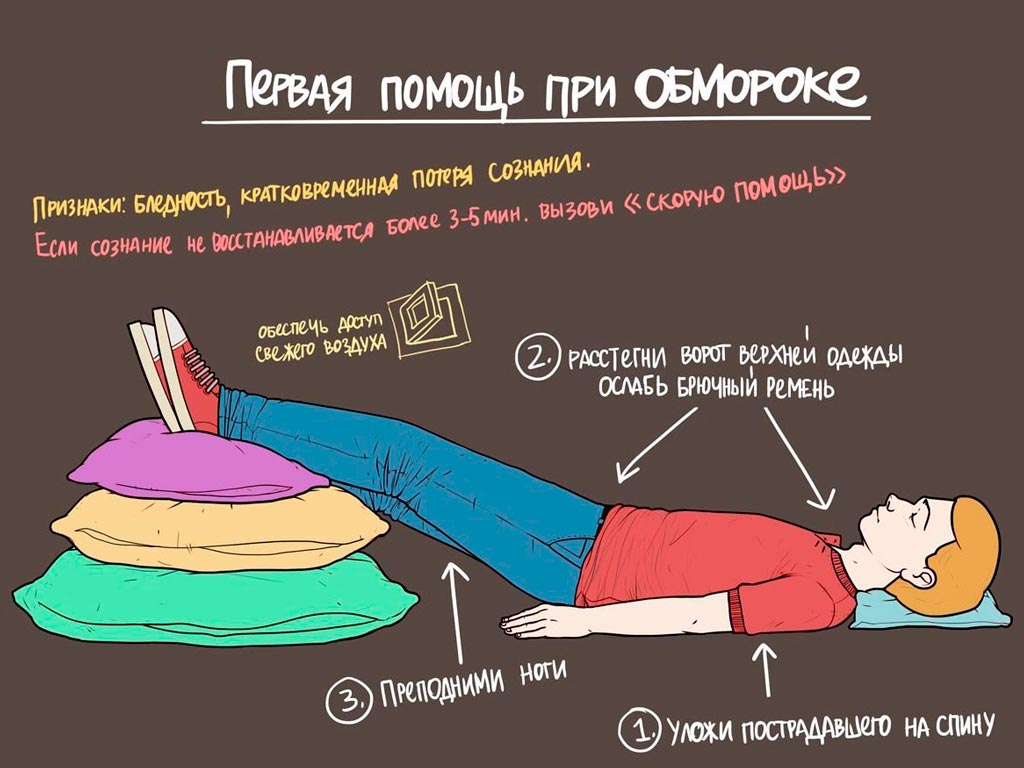 Первая помощь при ОБМОРОКЕ
Признаки: бледность, кратковременная потеря сознания.
Если сознание не восстанавливается более 3-5 мин. вызови «скорую помощь»
обеспечь доступ
свежего воздуха
2. Расстегни ворот верхней одежды
ослабь брючный ремень
3. Преподними ноги
1. Уложи пострадавшего на спину